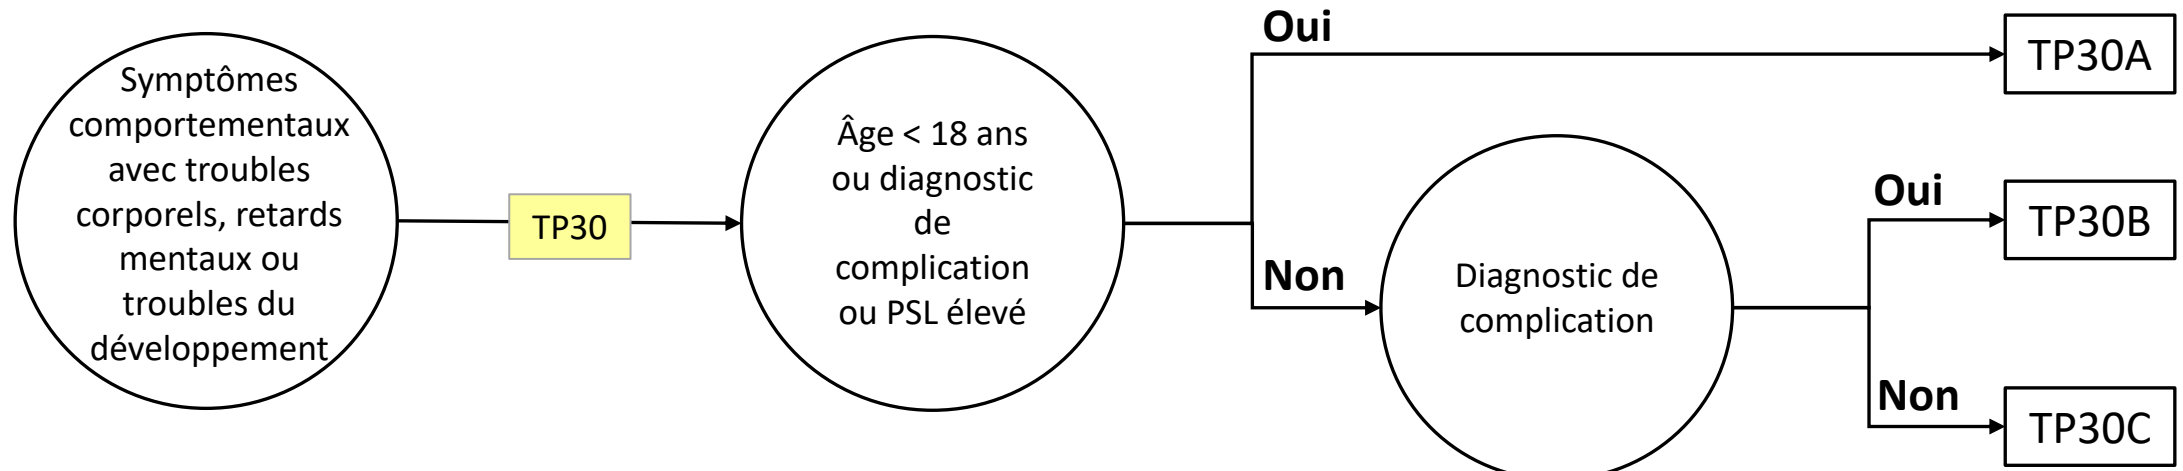 Symptômes
comportementaux
avec troubles
corporels, retards
mentaux ou
troubles du
développement
TP30
Âge < 18 ans
ou diagnostic
de
complication
ou PSL élevé
Oui
TP30A
Non
Diagnostic de
complication
Oui
TP30B
Non
TP30C